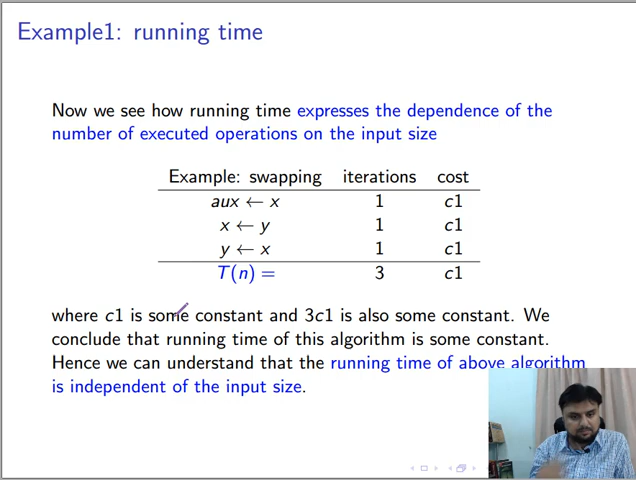 Example1: running time
Now we see how running time expresses the dependence of the
number of executed operations on the input size
Example: swapping iterations cost
aux ← x 1 c1
x ← y 1 c1
y ← x 1 c1
T(n) = 3 c1
where c1 is some constant and 3c1 is also some constant. We
conclude that running time of this algorithm is some constant.
Hence we can understand that the running time of above algorithm
is independent of the input size.